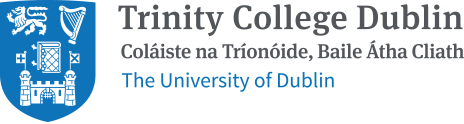 Trinity College Dublin
Coláiste na Tríonóide, Baile Átha Cliath
The University of Dublin